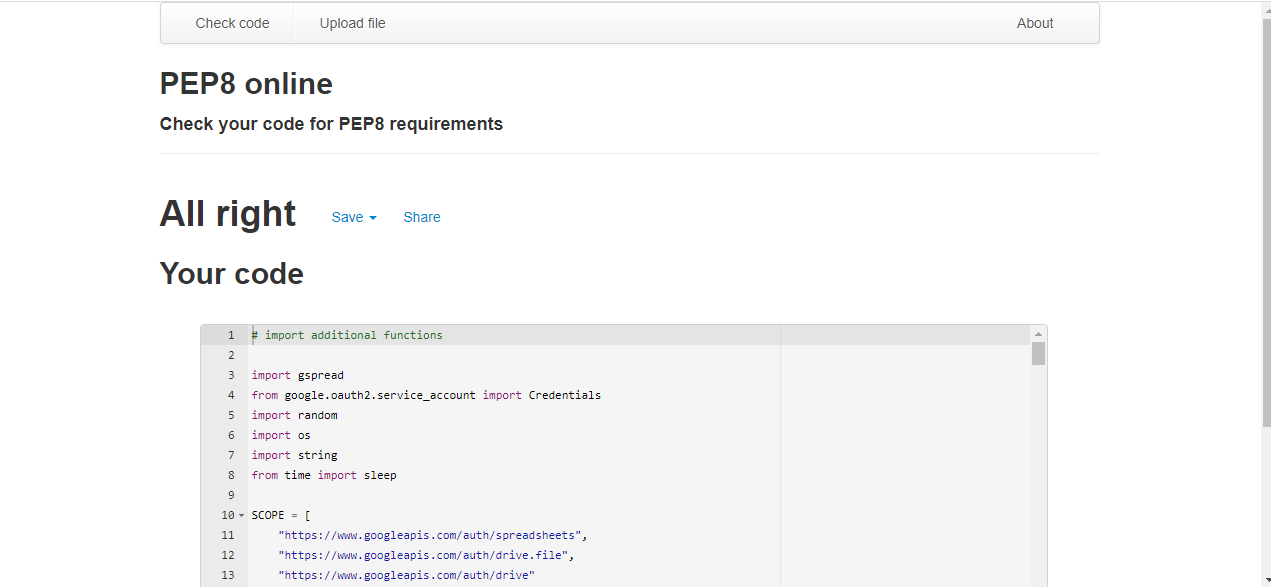 Check code Upload file About
PEP8 online
Check your code for PEP8 requirements
All right Save Share
Your code
1 # import additional functions
2
3 import gspread
4 from google.oauth2.service_account import Credentials
5 import random
6 import os
7 import string
8 from time import sleep
9
10 SCOPE = [
11 "https://www.googleapis.com/auth/spreadsheets",
12 "https://www.googleapis.com/auth/drive.file",
13 "https://www.googleapis.com/auth/drive"